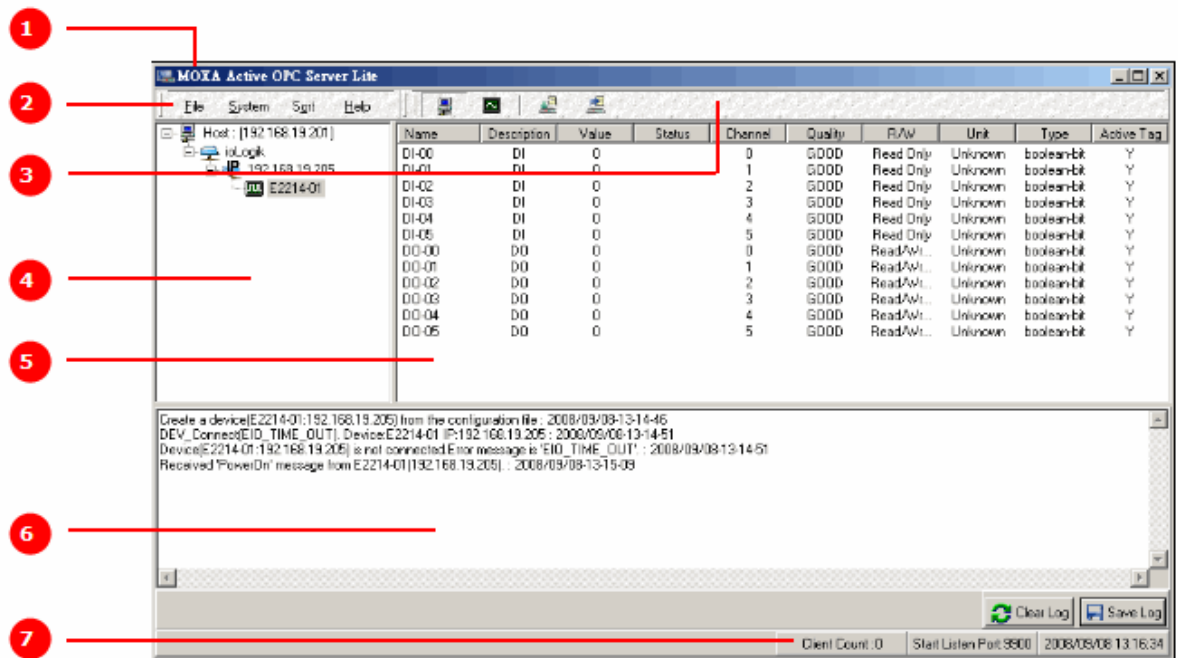 1
MOXA Active OPC Server Lite
2
File System Sort Help
Host : [192.168.19.201]
ioLogik
192.168.19.205
E2214-01
Name Description Value Status Channel Quality R/W Unit Type Active Tag
DI-00 DI 0 0 GOOD Read Only Unknown boolean-bit Y
DI-01 DI 0 1 GOOD Read Only Unknown boolean-bit Y
DI-02 DI 0 2 GOOD Read Only Unknown boolean-bit Y
DI-03 DI 0 3 GOOD Read Only Unknown boolean-bit Y
DI-04 DI 0 4 GOOD Read Only Unknown boolean-bit Y
DI-05 DI 0 5 GOOD Read Only Unknown boolean-bit Y
DO-00 DO 0 0 GOOD Read/Wr... Unknown boolean-bit Y
DO-01 DO 0 1 GOOD Read/Wr... Unknown boolean-bit Y
DO-02 DO 0 2 GOOD Read/Wr... Unknown boolean-bit Y
DO-03 DO 0 3 GOOD Read/Wr... Unknown boolean-bit Y
DO-04 DO 0 4 GOOD Read/Wr... Unknown boolean-bit Y
DO-05 DO 0 5 GOOD Read/Wr... Unknown boolean-bit Y
3
4
5
Create a device(E2214-01:192.168.19.205) from the configuration file : 2008/09/08-13-14-46
DEV_Connect(EIO_TIME_OUT). Device:E2214-01 IP:192.168.19.205 : 2008/09/08-13-14-51
Device(E2214-01:192.168.19.205) is not connected.Error message is 'EIO_TIME_OUT'. : 2008/09/08-13-14-51
Received 'PowerOn' message from E2214-01(192.168.19.205). : 2008/09/08-13-15-09
6
Clear Log Save Log
7
Client Count :0 Start Listen Port:9900 2008/09/08 13:16:34